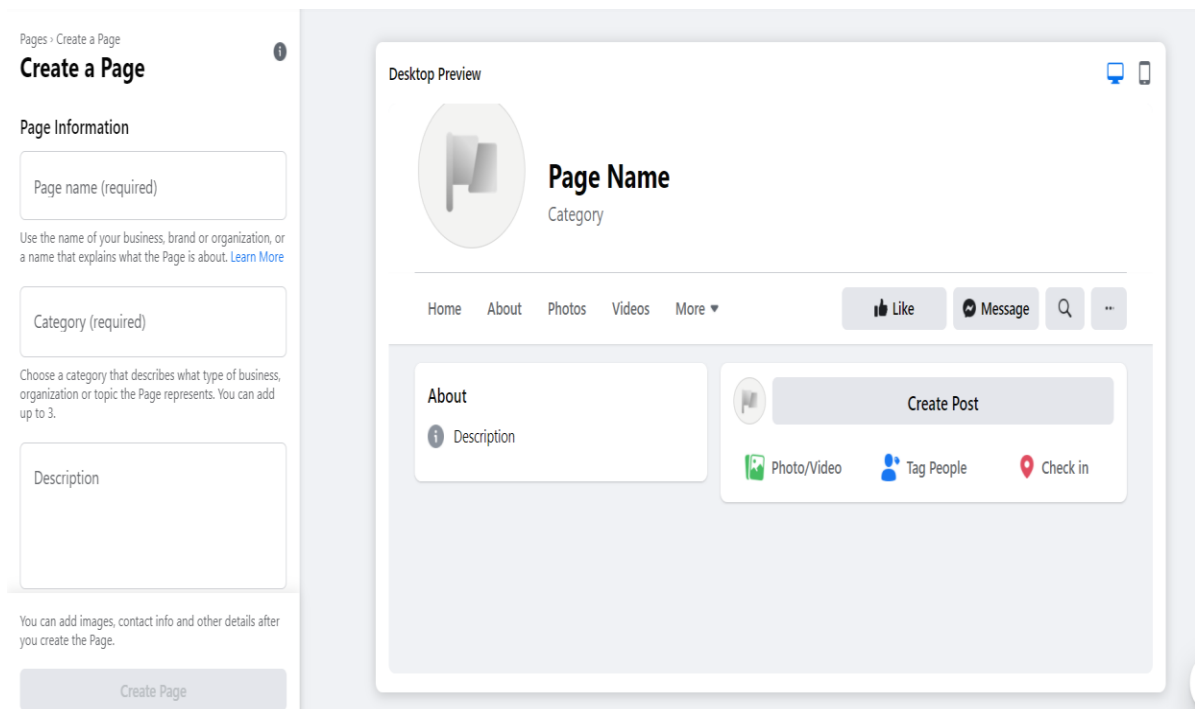 Pages › Create a Page
Create a Page
Page Information
Page name (required)
Use the name of your business, brand or organization, or
a name that explains what the Page is about. Learn More
Category (required)
Choose a category that describes what type of business,
organization or topic the Page represents. You can add
up to 3.
Description
You can add images, contact info and other details after
you create the Page.
Create Page
Desktop Preview
Page Name
Category
Home About Photos Videos More
Like Message
About
Description
Create Post
Photo/Video Tag People Check in